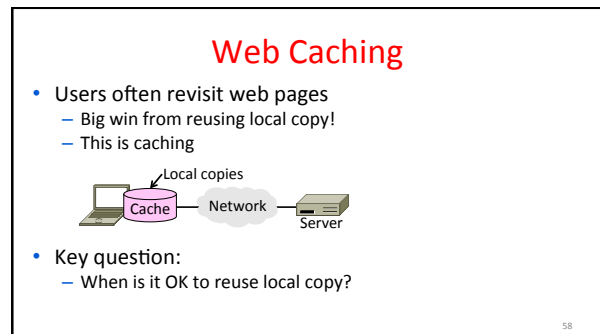 Web Caching
• Users often revisit web pages
– Big win from reusing local copy!
– This is caching
Local copies
Cache
Network
Server
• Key question:
– When is it OK to reuse local copy?
58